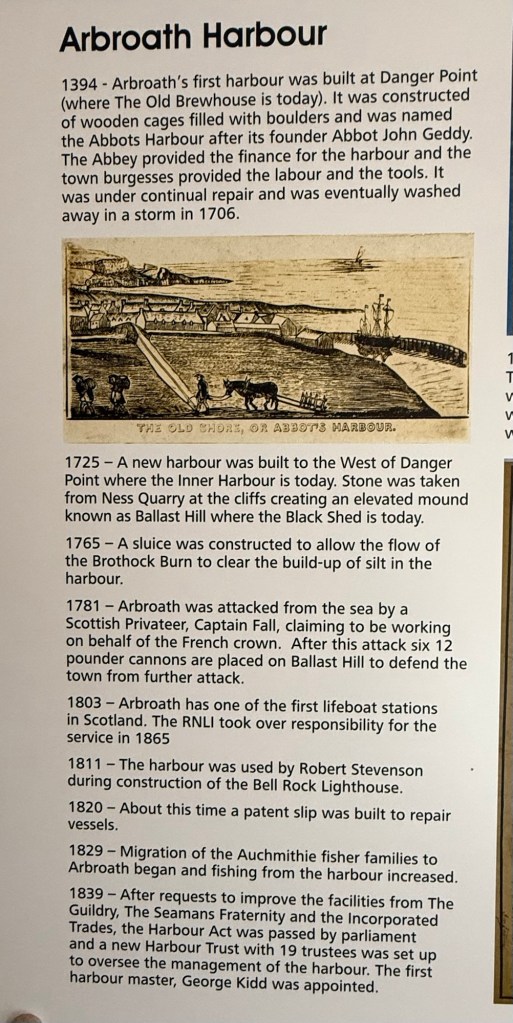 Arbroath Harbour
1394 - Arbroath's first harbour was built at Danger Point
(where The Old Brewhouse is today). It was constructed
of wooden cages filled with boulders and was named
the Abbots Harbour after its founder Abbot John Geddy.
The Abbey provided the finance for the harbour and the
town burgesses provided the labour and the tools. It
was under continual repair and was eventually washed
away in a storm in 1706.
THE OLD SHORE, OR ABBOT'S HARBOUR.
1725 – A new harbour was built to the West of Danger
Point where the Inner Harbour is today. Stone was taken
from Ness Quarry at the cliffs creating an elevated mound
known as Ballast Hill where the Black Shed is today.
1765 – A sluice was constructed to allow the flow of
the Brothock Burn to clear the build-up of silt in the
harbour.
1781 – Arbroath was attacked from the sea by a
Scottish Privateer, Captain Fall, claiming to be working
on behalf of the French crown.  After this attack six 12
pounder cannons are placed on Ballast Hill to defend the
town from further attack.
1803 – Arbroath has one of the first lifeboat stations
in Scotland. The RNLI took over responsibility for the
service in 1865
1811 – The harbour was used by Robert Stevenson
during construction of the Bell Rock Lighthouse.
1820 – About this time a patent slip was built to repair
vessels.
1829 – Migration of the Auchmithie fisher families to
Arbroath began and fishing from the harbour increased.
1839 – After requests to improve the facilities from The
Guildry, The Seamans Fraternity and the Incorporated
Trades, the Harbour Act was passed by parliament
and a new Harbour Trust with 19 trustees was set up
to oversee the management of the harbour. The first
harbour master, George Kidd was appointed.